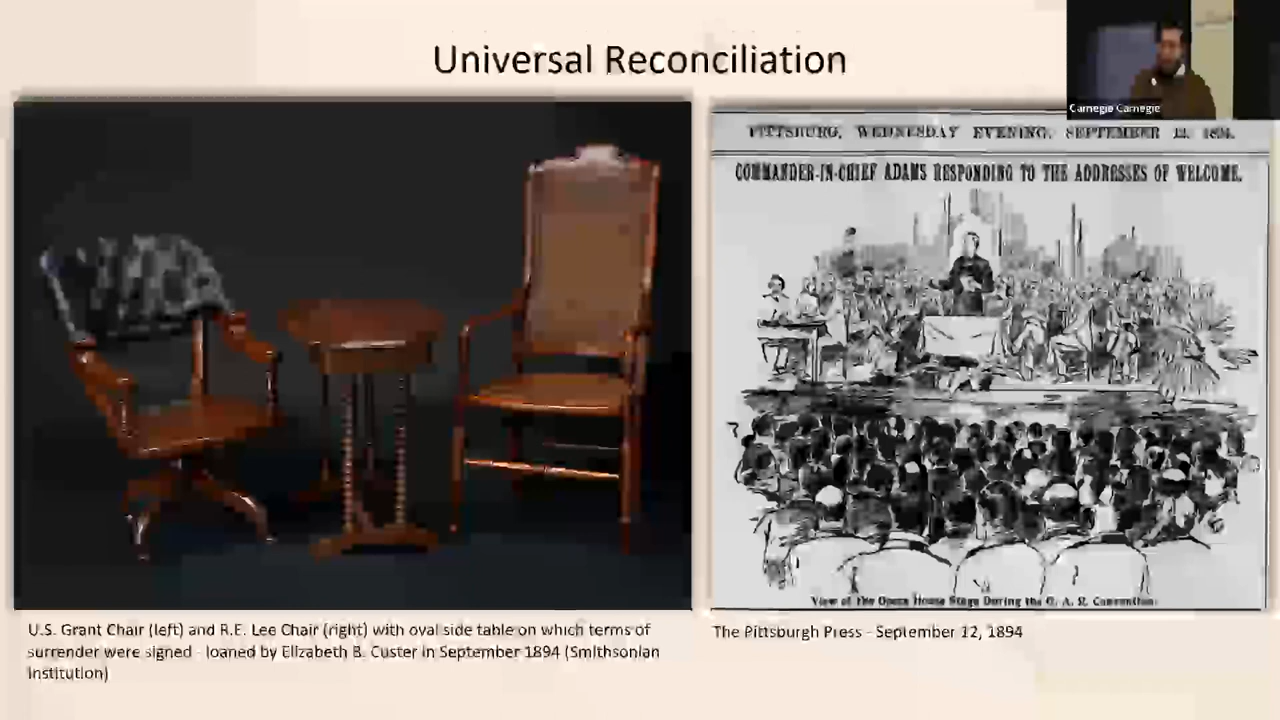 Universal Reconciliation
Carnegie Carnegie
PITTSBURG, WEDNESDAY EVENING, SEPTEMBER 12, 1894.
COMMANDER-IN-CHIEF ADAMS RESPONDING TO THE ADDRESSES OF WELCOME.
View of the Opera House Stage During the G. A. R. Convention.
U.S. Grant Chair (left) and R.E. Lee Chair (right) with oval side table on which terms of
surrender were signed - loaned by Elizabeth B. Custer in September 1894 (Smithsonian
Institution)
The Pittsburgh Press - September 12, 1894